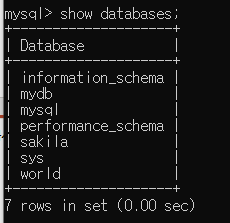 mysql> show databases;
+--------------------+
| Database           |
+--------------------+
| information_schema |
| mydb               |
| mysql              |
| performance_schema |
| sakila             |
| sys                |
| world              |
+--------------------+
7 rows in set (0.00 sec)